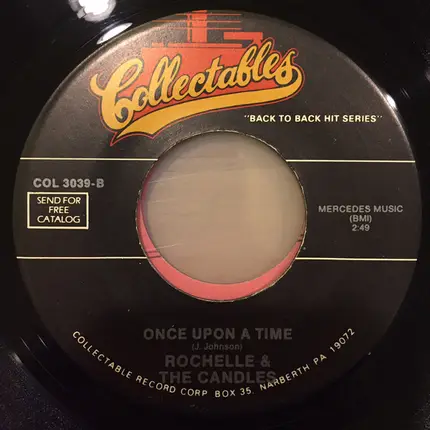 Collectables
"BACK TO BACK HIT SERIES"
COL 3039-B
SEND FOR
FREE
CATALOG
MERCEDES MUSIC
(BMI)
2:49
ONCE UPON A TIME
(J. Johnson)
ROCHELLE &
THE CANDLES
COLLECTABLE RECORD CORP BOX 35, NARBERTH PA 19072